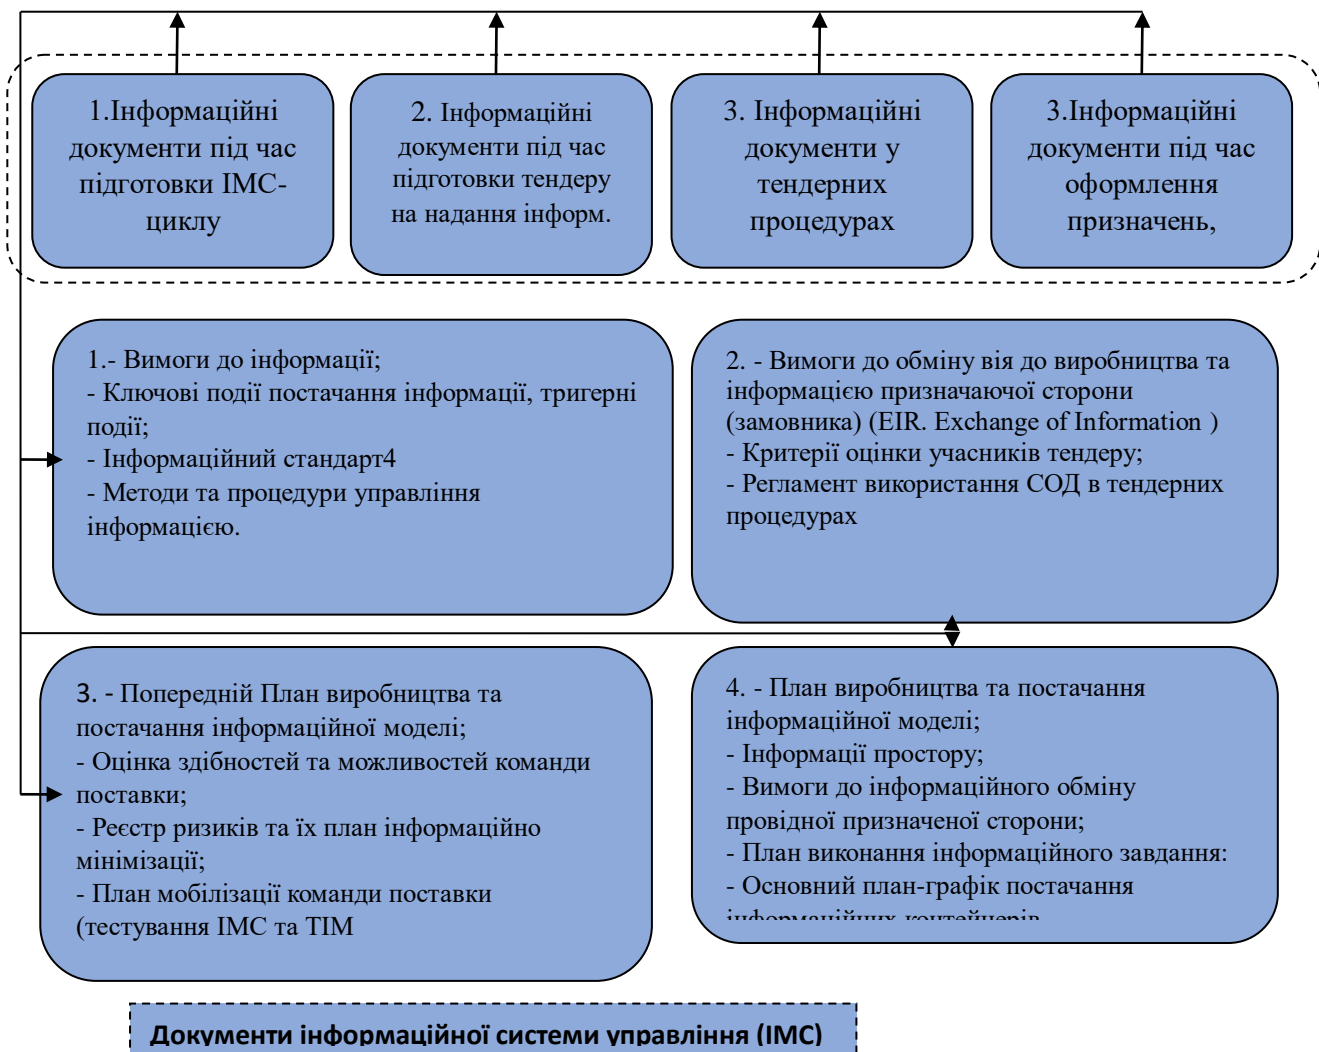 1.Інформаційні
документи під час
підготовки ІМС-
циклу
2. Інформаційні
документи під час
підготовки тендеру
на надання інформ.
3. Інформаційні
документи у
тендерних
процедурах
3.Інформаційні
документи під час
оформлення
призначень,
1.- Вимоги до інформації;
- Ключові події постачання інформації, тригерні
події;
- Інформаційний стандарт4
- Методи та процедури управління
інформацією.
2. - Вимоги до обміну вія до виробництва та
інформацією призначаючої сторони
(замовника) (EIR. Exchange of Information )
- Критерії оцінки учасників тендеру;
- Регламент використання СОД в тендерних
процедурах
3. - Попередній План виробництва та
постачання інформаційної моделі;
- Оцінка здібностей та можливостей команди
поставки;
- Реєстр ризиків та їх план інформаційно
мінімізації;
- План мобілізації команди поставки
(тестування ІМС та ТІМ
4. - План виробництва та постачання
інформаційної моделі;
- Інформації простору;
- Вимоги до інформаційного обміну
провідної призначеної сторони;
- План виконання інформаційного завдання:
- Основний план-графік постачання
інформаційних контейнерів
Документи інформаційної системи управління (ІМС)